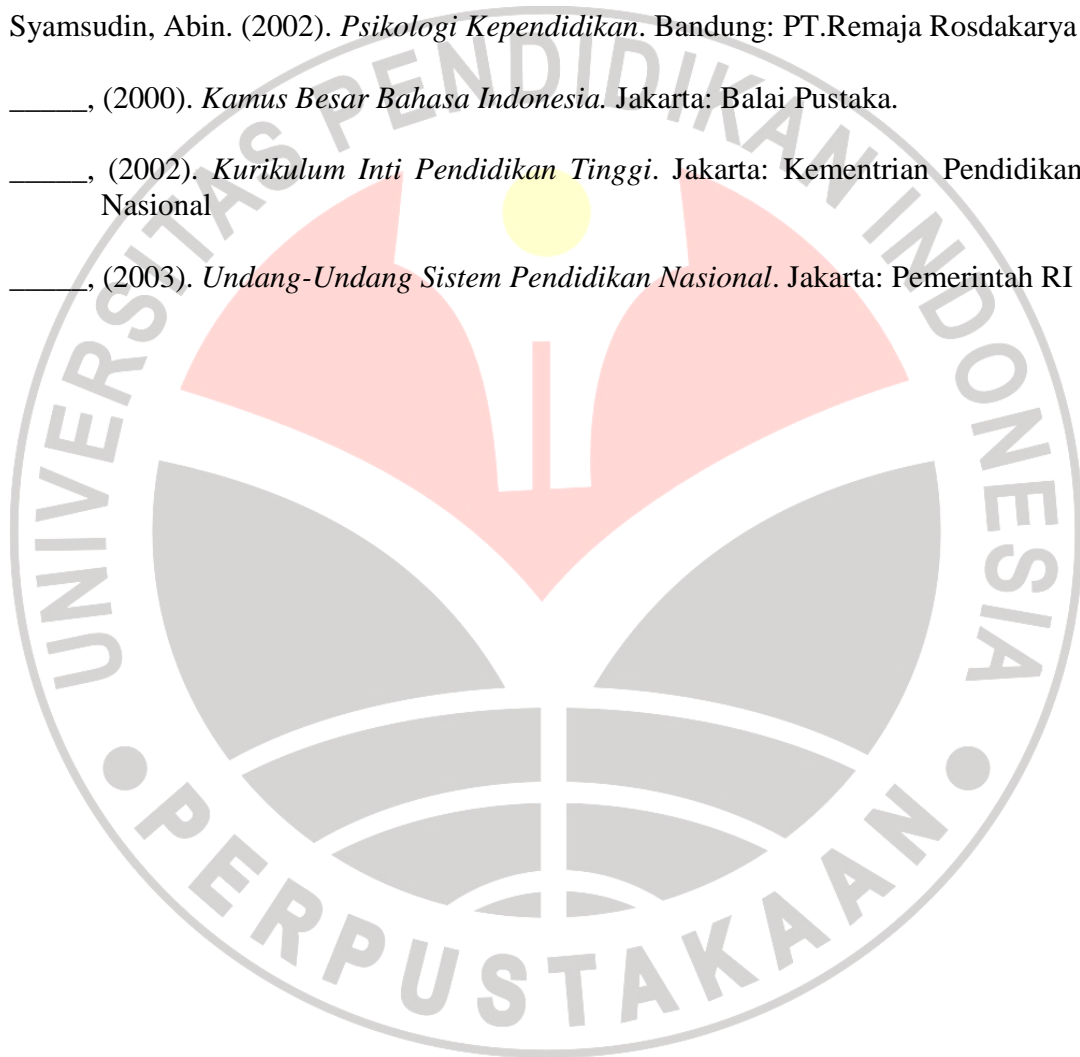 Syamsudin, Abin. (2002). Psikologi Kependidikan. Bandung: PT.Remaja Rosdakarya
_____, (2000). Kamus Besar Bahasa Indonesia. Jakarta: Balai Pustaka.
_____, (2002). Kurikulum Inti Pendidikan Tinggi. Jakarta: Kementrian Pendidikan
Nasional
_____, (2003). Undang-Undang Sistem Pendidikan Nasional. Jakarta: Pemerintah RI
UNIVERSITAS PENDIDIKAN INDONESIA
PERPUSTAKAAN